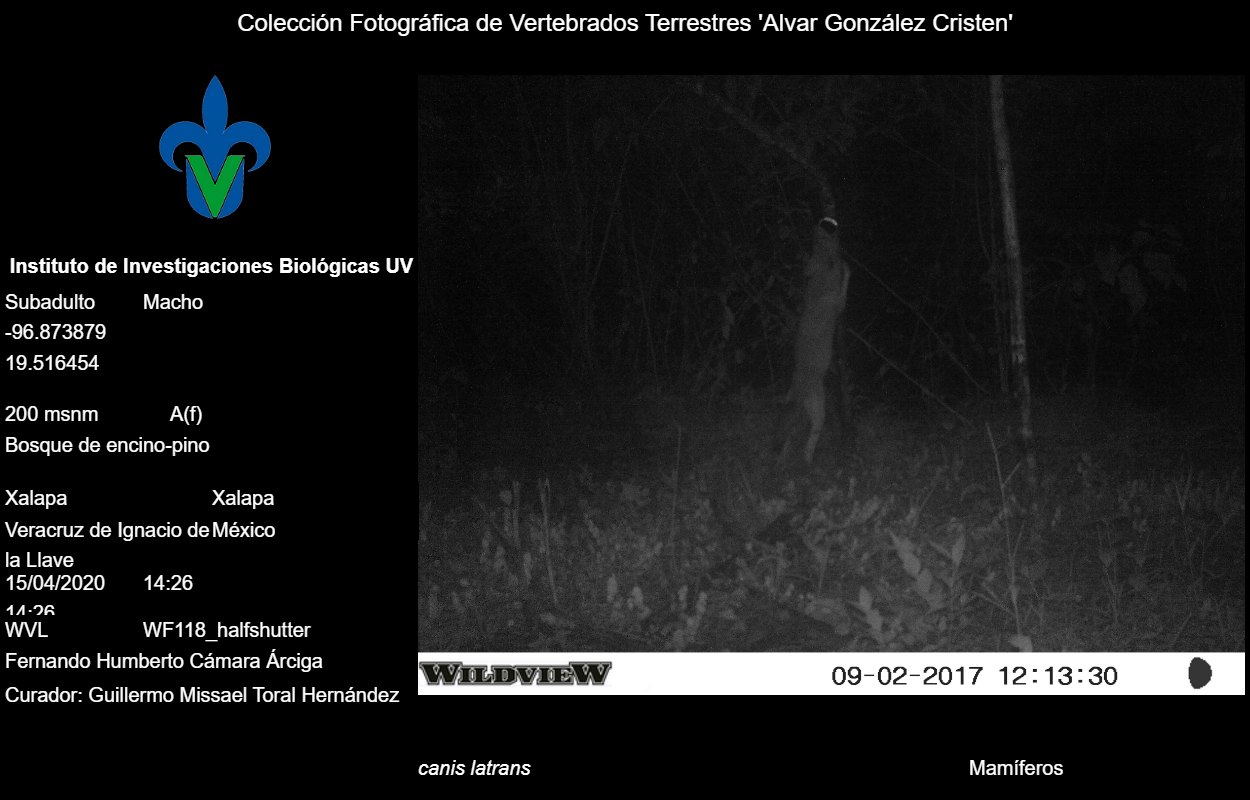 Colección Fotográfica de Vertebrados Terrestres 'Alvar González Cristen'
V
Instituto de Investigaciones Biológicas UV
Subadulto Macho
-96.873879
19.516454
200 msnm A(f)
Bosque de encino-pino
Xalapa Xalapa
Veracruz de Ignacio de México
la Llave
15/04/2020 14:26
14:26
WVL WF118_halfshutter
Fernando Humberto Cámara Árciga
Curador: Guillermo Missael Toral Hernández
WILDVIEW 09-02-2017 12:13:30
canis latrans Mamíferos